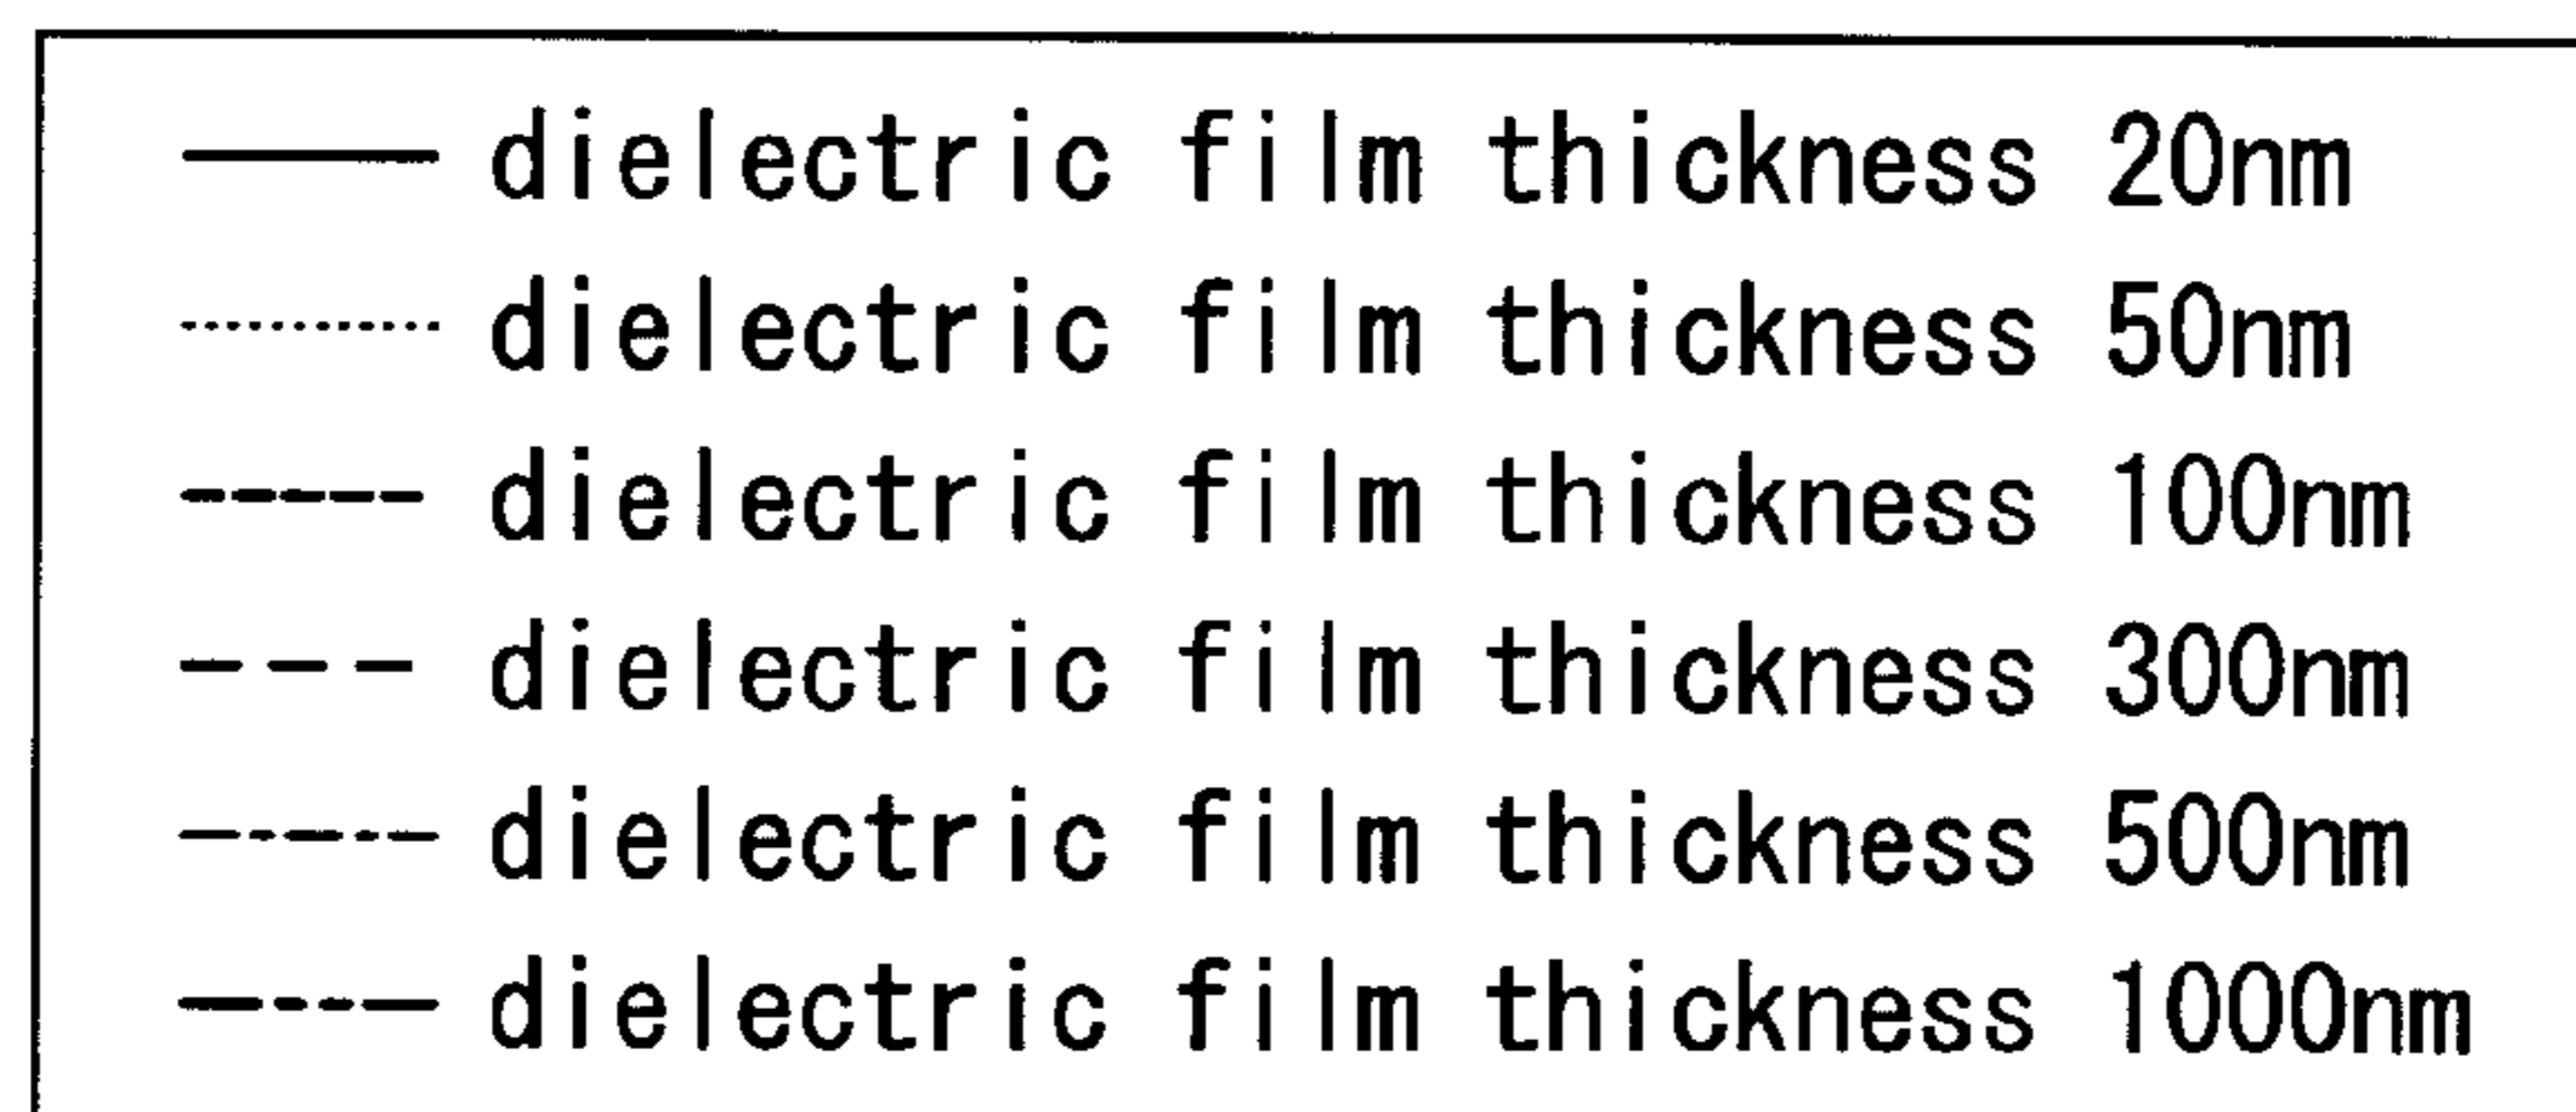 dielectric film thickness 20nm
dielectric film thickness 50nm
dielectric film thickness 100nm
dielectric film thickness 300nm
dielectric film thickness 500nm
dielectric film thickness 1000nm